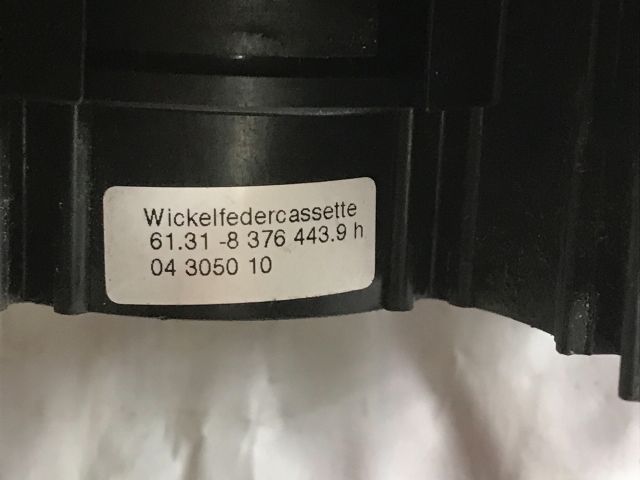 Wickelfedercassette
61.31 -8 376 443.9 h
04 3050 10